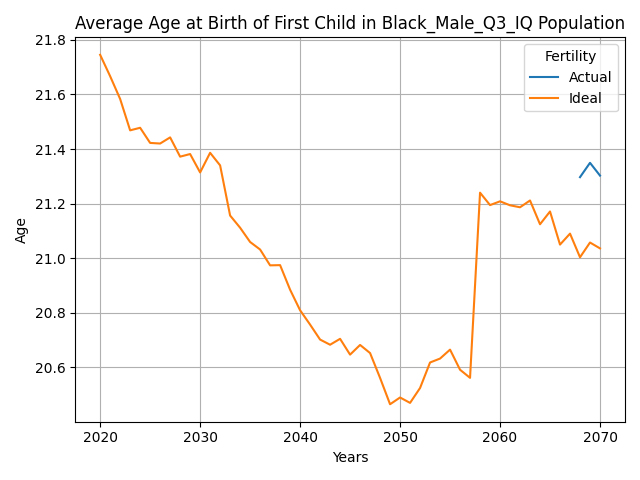 Average Age at Birth of First Child in Black_Male_Q3_IQ Population
Fertility
Actual
Ideal
Age
21.8
21.6
21.4
21.2
21.0
20.8
20.6
2020 2030 2040 2050 2060 2070
Years